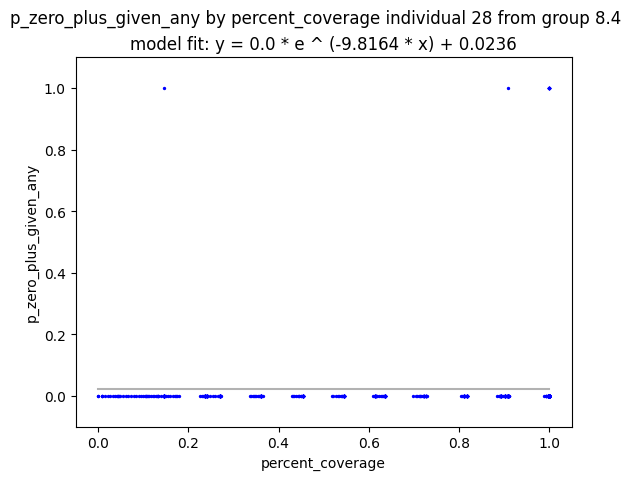 p_zero_plus_given_any by percent_coverage individual 28 from group 8.4
model fit: y = 0.0 * e ^ (-9.8164 * x) + 0.0236
p_zero_plus_given_any
1.0
0.8
0.6
0.4
0.2
0.0
0.0 0.2 0.4 0.6 0.8 1.0
percent_coverage